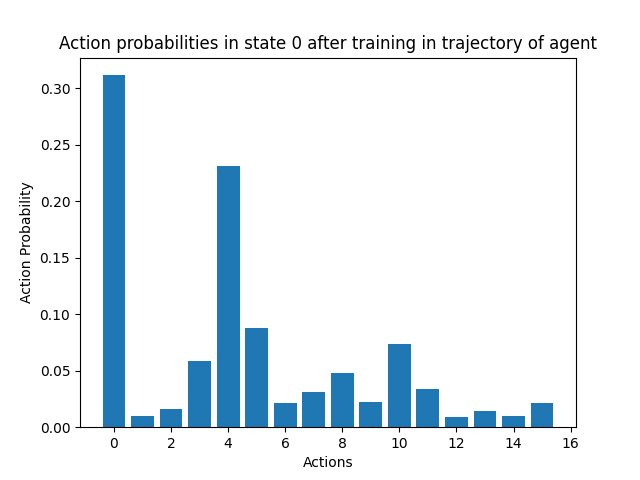 Action probabilities in state 0 after training in trajectory of agent
0.30
0.25
0.20
0.15
0.10
0.05
0.00
Action Probability
0 2 4 6 8 10 12 14 16
Actions